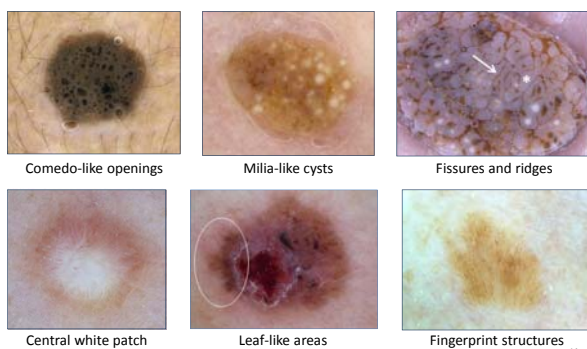 Comedo-like openings
Milia-like cysts
Fissures and ridges
Central white patch
Leaf-like areas
Fingerprint structures